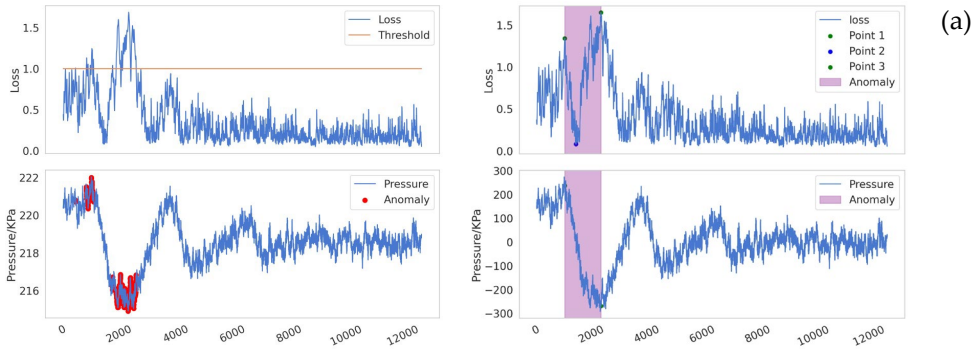 (a)
Loss
1.5
1.0
0.5
0.0
Loss
Threshold
Loss
1.5
1.0
0.5
0.0
loss
Point 1
Point 2
Point 3
Anomaly
Pressure/KPa
222
220
218
216
Pressure
Anomaly
0
2000
4000
6000
8000
10000
12000
Pressure/KPa
300
200
100
0
−100
−200
−300
Pressure
Anomaly
0
2000
4000
6000
8000
10000
12000